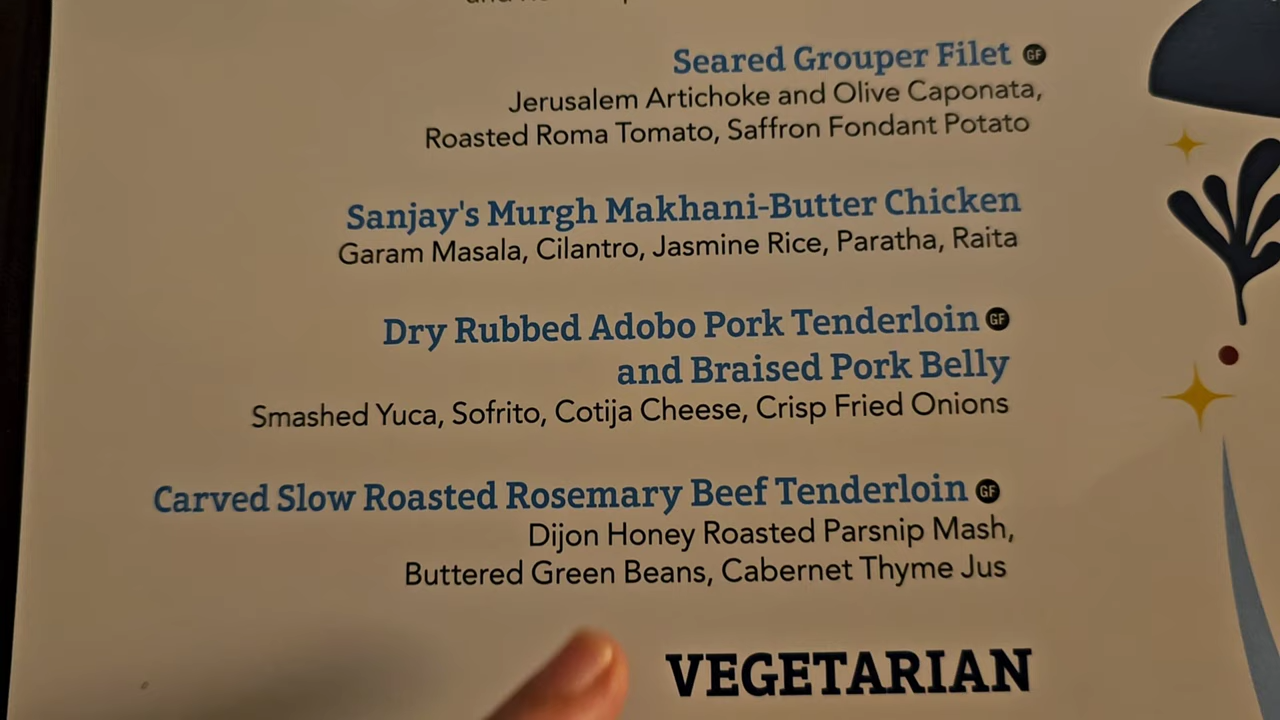 Seared Grouper Filet GF
Jerusalem Artichoke and Olive Caponata,
Roasted Roma Tomato, Saffron Fondant Potato
Sanjay's Murgh Makhani-Butter Chicken
Garam Masala, Cilantro, Jasmine Rice, Paratha, Raita
Dry Rubbed Adobo Pork Tenderloin GF
and Braised Pork Belly
Smashed Yuca, Sofrito, Cotija Cheese, Crisp Fried Onions
Carved Slow Roasted Rosemary Beef Tenderloin GF
Dijon Honey Roasted Parsnip Mash,
Buttered Green Beans, Cabernet Thyme Jus
VEGETARIAN